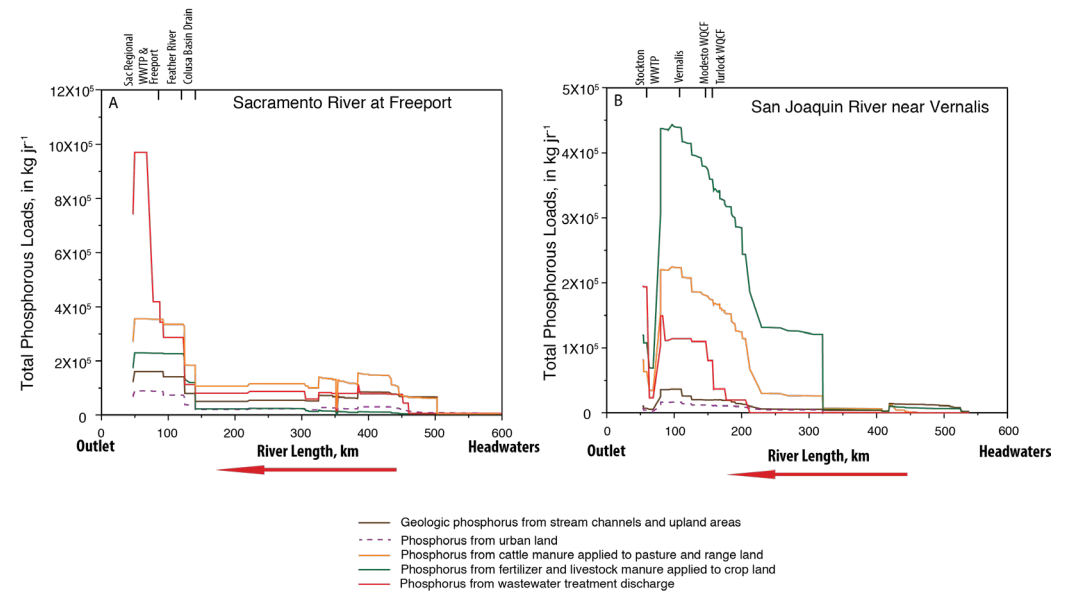 Sac Regional
WWTP &
Freeport
Feather River
Colusa Basin Drain
A
Sacramento River at Freeport
Total Phosphorous Loads, in kg jr⁻¹
12X10⁵
10X10⁵
8X10⁵
6X10⁵
4X10⁵
2X10⁵
0
0 100 200 300 400 500 600
Outlet
River Length, km
Headwaters
Stockton
WWTP
Vernalis
Modesto WQCF
Turlock WQCF
B
San Joaquin River near Vernalis
Total Phosphorous Loads, in kg jr⁻¹
5X10⁵
4X10⁵
3X10⁵
2X10⁵
1X10⁵
0
0 100 200 300 400 500 600
Outlet
River Length, km
Headwaters
Geologic phosphorus from stream channels and upland areas
Phosphorus from urban land
Phosphorus from cattle manure applied to pasture and range land
Phosphorus from fertilizer and livestock manure applied to crop land
Phosphorus from wastewater treatment discharge